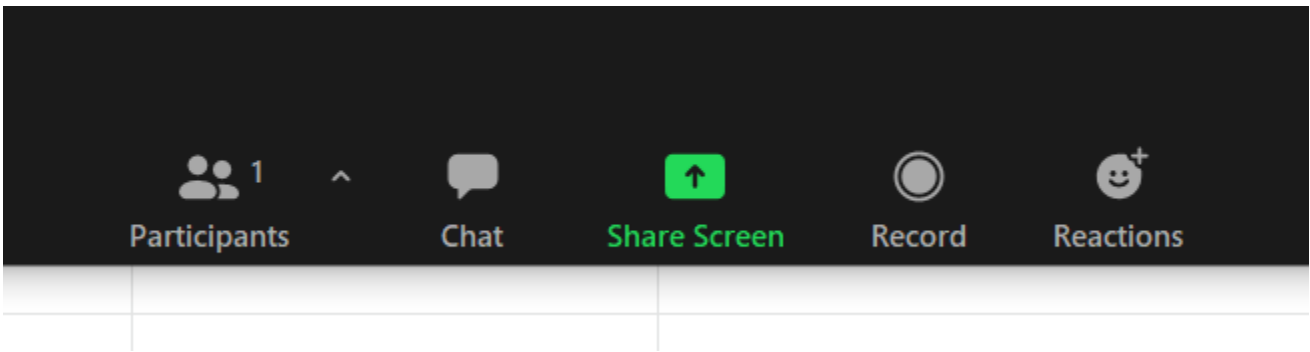 1
Participants
Chat
Share Screen
Record
Reactions